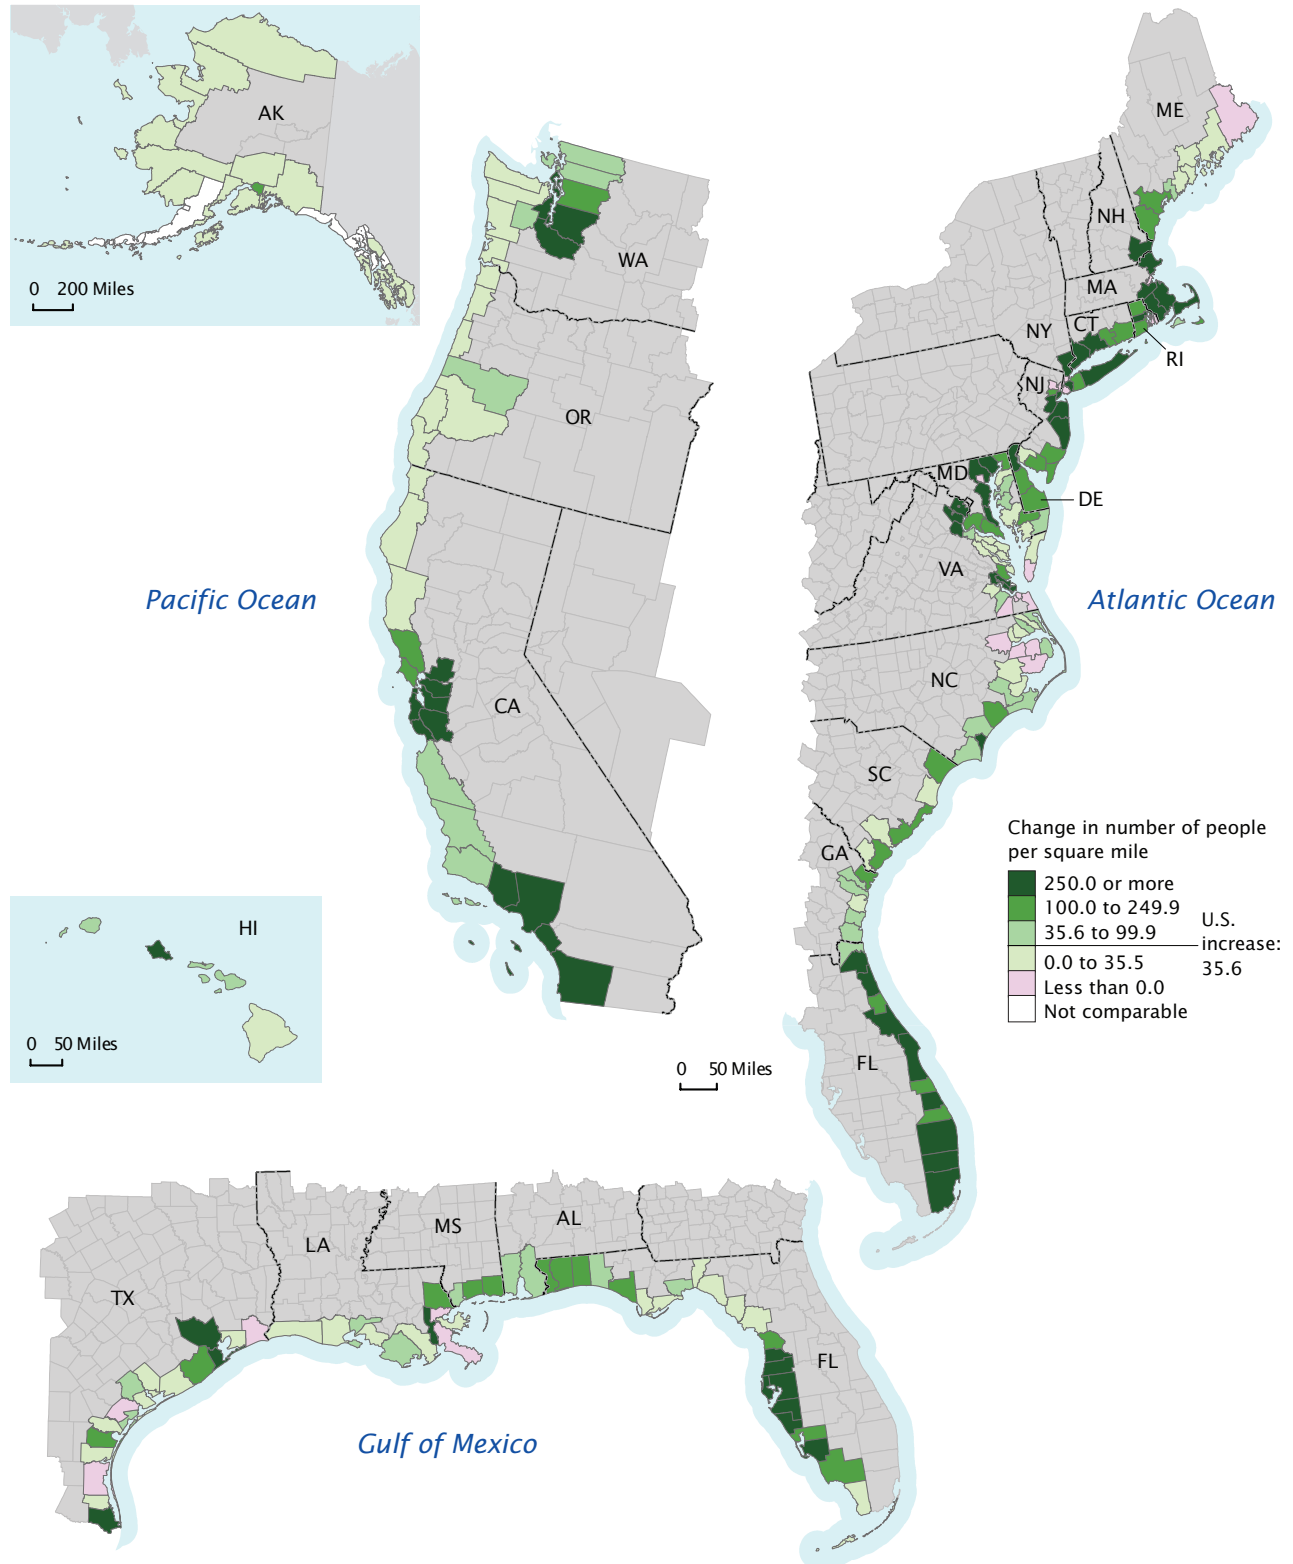 AK
0 200 Miles
ME
NH
WA
MA
NY
CT
RI
NJ
OR
MD
DE
VA
Pacific Ocean
Atlantic Ocean
NC
CA
SC
GA
Change in number of people
per square mile
250.0 or more
100.0 to 249.9
35.6 to 99.9
0.0 to 35.5
Less than 0.0
Not comparable
U.S.
increase:
35.6
HI
0 50 Miles
FL
0 50 Miles
AL
MS
LA
TX
FL
Gulf of Mexico